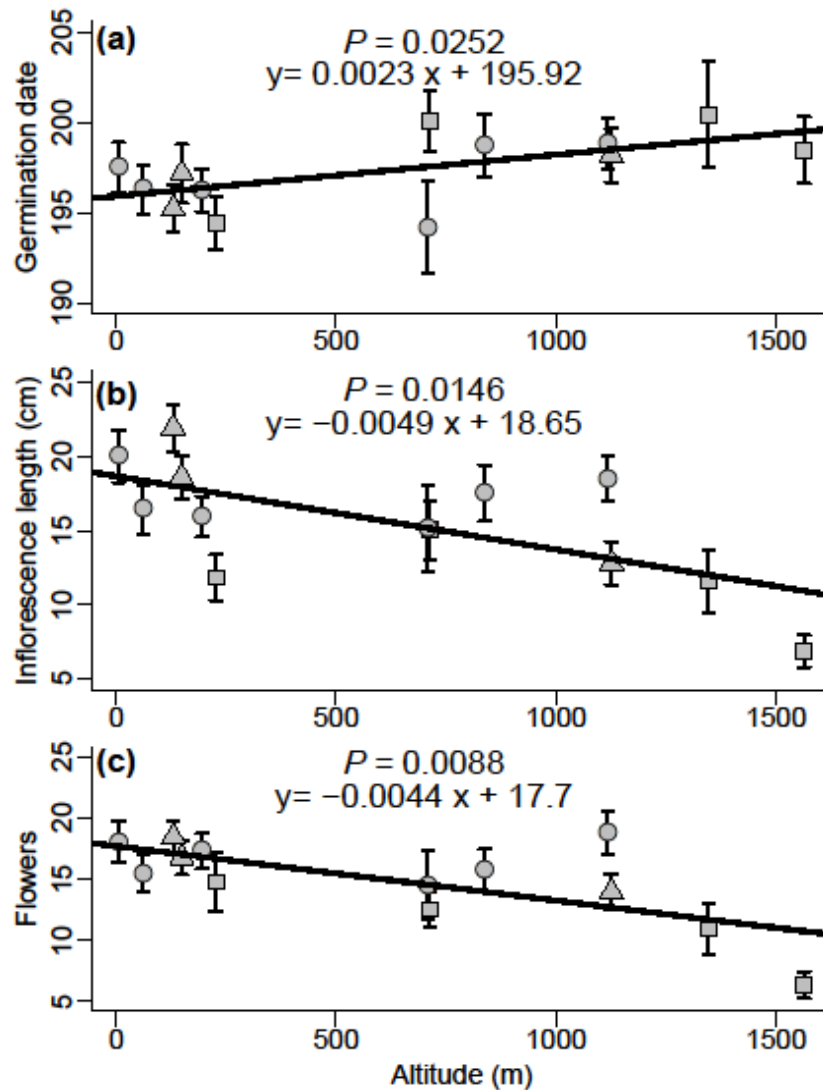 (a)
P = 0.0252
y= 0.0023 x + 195.92
Germination date
205
200
195
190
0 500 1000 1500
(b)
P = 0.0146
y= −0.0049 x + 18.65
Inflorescence length (cm)
25
20
15
10
5
0 500 1000 1500
(c)
P = 0.0088
y= −0.0044 x + 17.7
Flowers
25
20
15
10
5
0 500 1000 1500
Altitude (m)